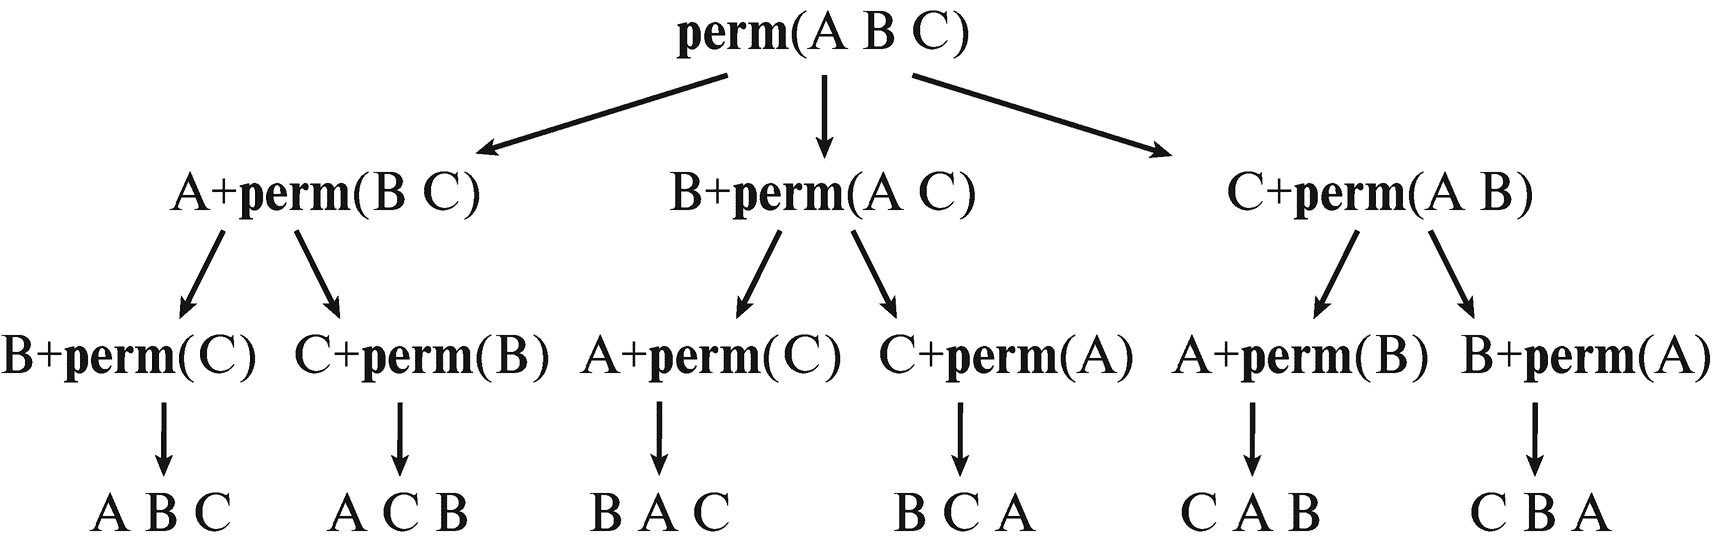 perm(A B C)
A+perm(B C) B+perm(A C) C+perm(A B)
B+perm(C) C+perm(B) A+perm(C) C+perm(A) A+perm(B) B+perm(A)
A B C A C B B A C B C A C A B C B A